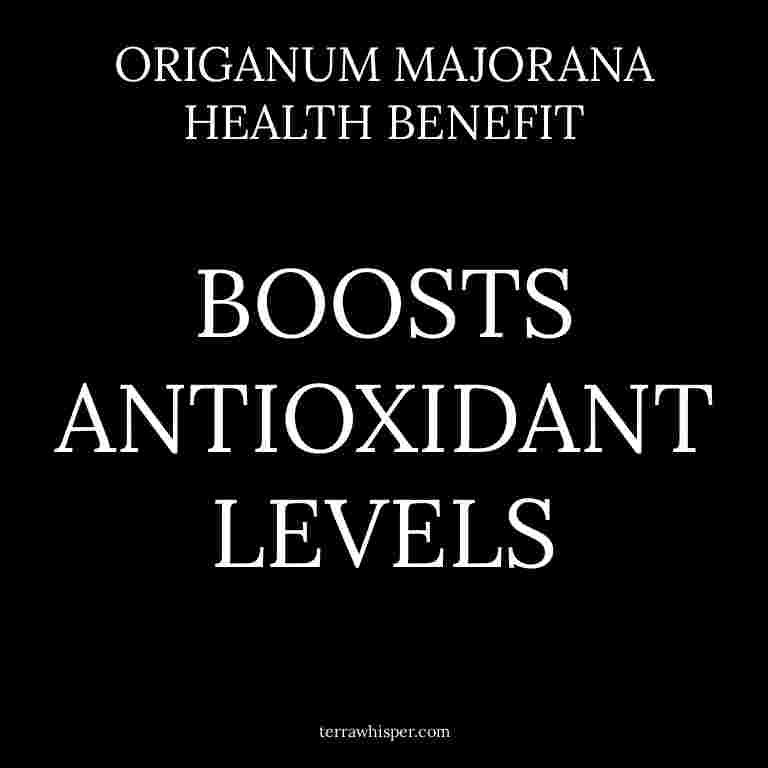 ORIGANUM MAJORANA
HEALTH BENEFIT
BOOSTS
ANTIOXIDANT
LEVELS
terrawhisper.com